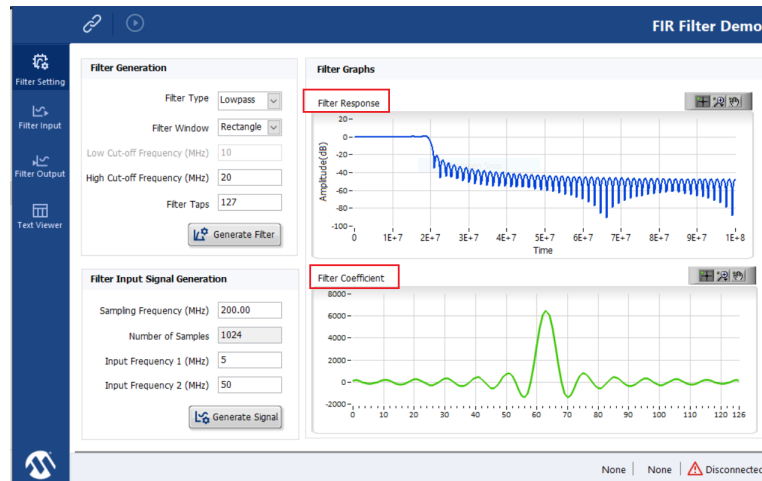 FIR Filter Demo
Filter Setting
Filter Input
Filter Output
Text Viewer
Filter Generation
Filter Type Lowpass
Filter Window Rectangle
Low Cut-off Frequency (MHz) 10
High Cut-off Frequency (MHz) 20
Filter Taps 127
Generate Filter
Filter Input Signal Generation
Sampling Frequency (MHz) 200.00
Number of Samples 1024
Input Frequency 1 (MHz) 5
Input Frequency 2 (MHz) 50
Generate Signal
Filter Graphs
Filter Response
Amplitude(dB)
20-
0-
-20-
-40-
-60-
-80-
-100-
0 1E+7 2E+7 3E+7 4E+7 5E+7 6E+7 7E+7 8E+7 9E+7 1E+8
Time
Filter Coefficient
8000-
6000-
4000-
2000-
0-
-2000-
0 10 20 30 40 50 60 70 80 90 100 110 120 126
None None Disconnected